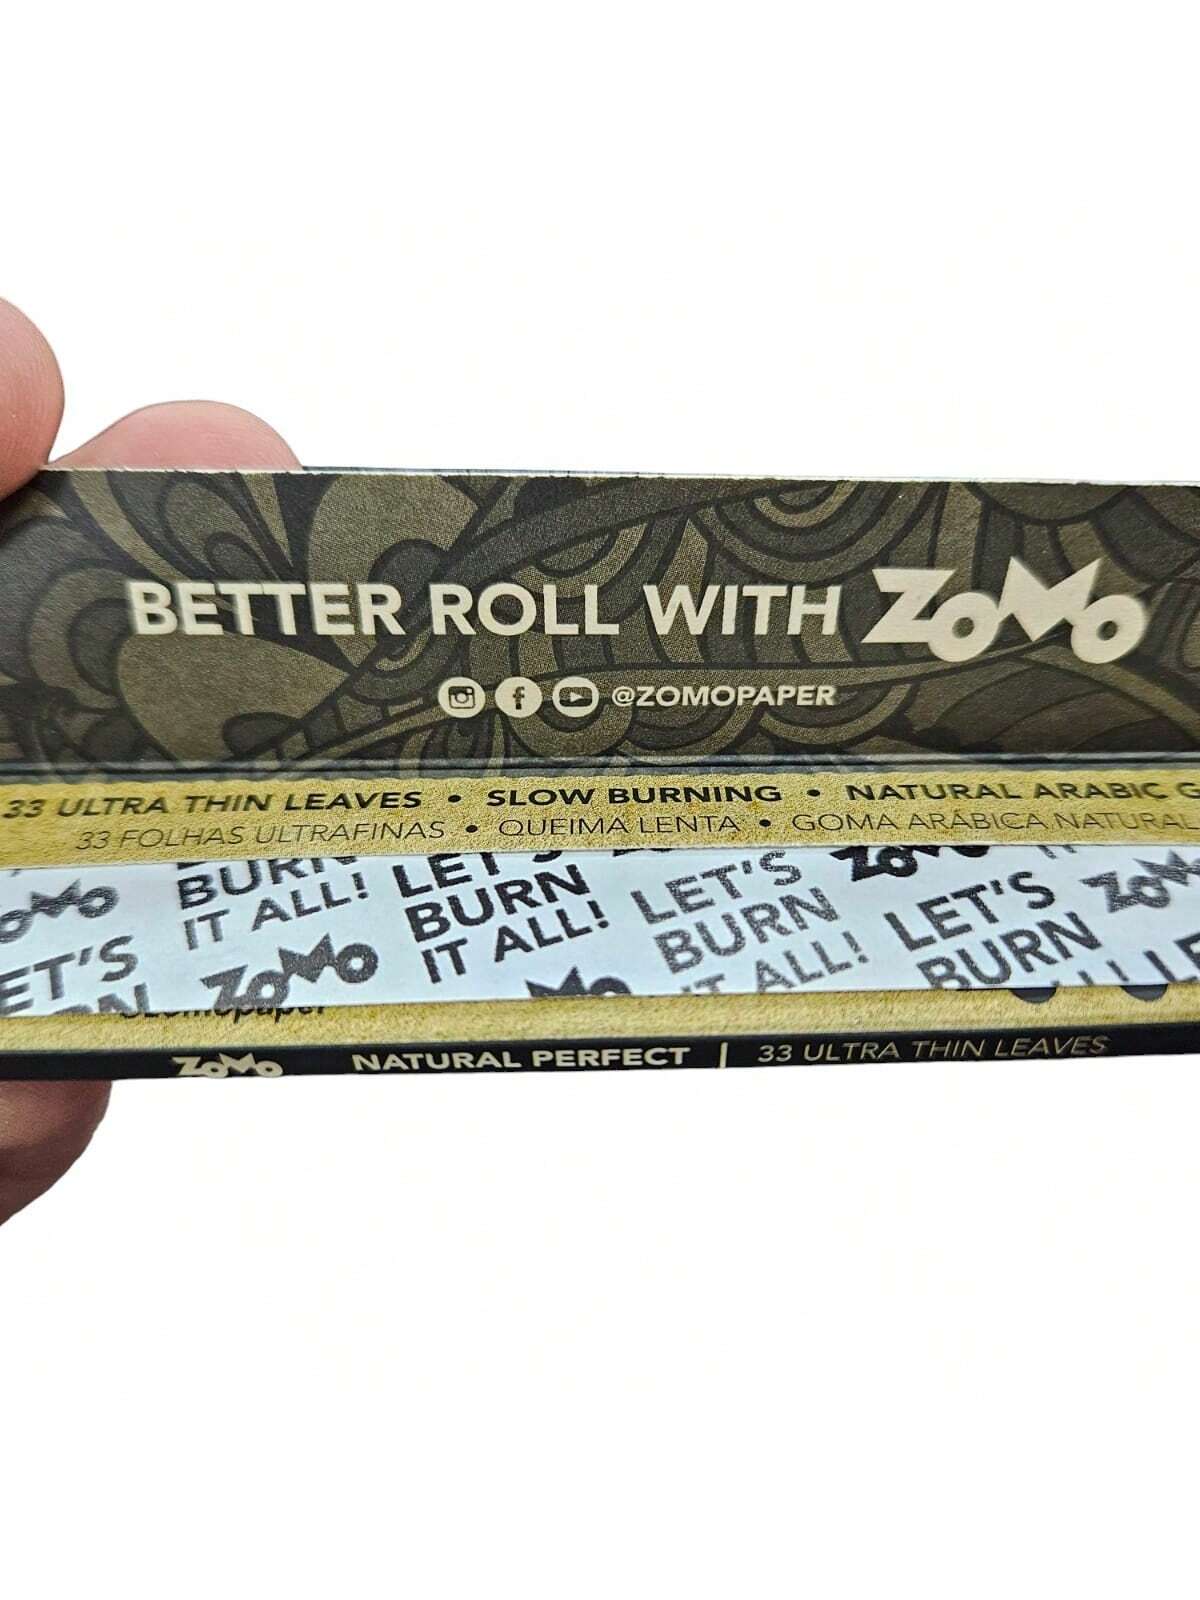 BETTER ROLL WITH ZOMO
@ZOMOPAPER
33 ULTRA THIN LEAVES • SLOW BURNING • NATURAL ARABIC G
33 FOLHAS ULTRAFINAS • QUEIMA LENTA • GOMA ARÁBICA NATURAL
BURN
IT ALL!
LET'S
BURN
IT ALL!
LET'S
BURN
IT ALL!
ZOMO
LET'S
BURN
ZOMO
ZOMO
ZOMO
zomopaper
ZOMO NATURAL PERFECT | 33 ULTRA THIN LEAVES